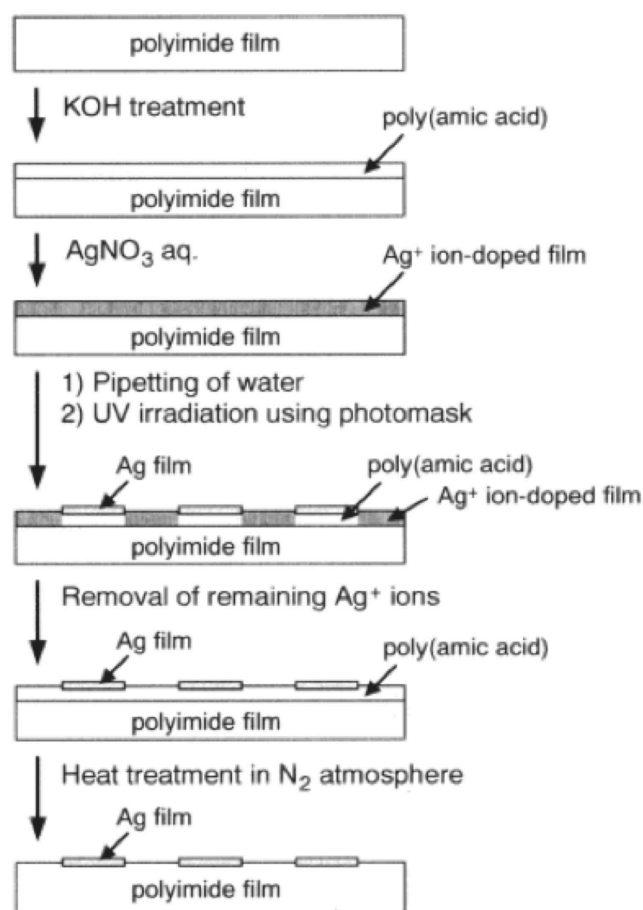 polyimide film
KOH treatment
poly(amic acid)
polyimide film
AgNO₃ aq.
Ag⁺ ion-doped film
polyimide film
1) Pipetting of water
2) UV irradiation using photomask
Ag film
poly(amic acid)
Ag⁺ ion-doped film
polyimide film
Removal of remaining Ag⁺ ions
Ag film
poly(amic acid)
polyimide film
Heat treatment in N₂ atmosphere
Ag film
polyimide film